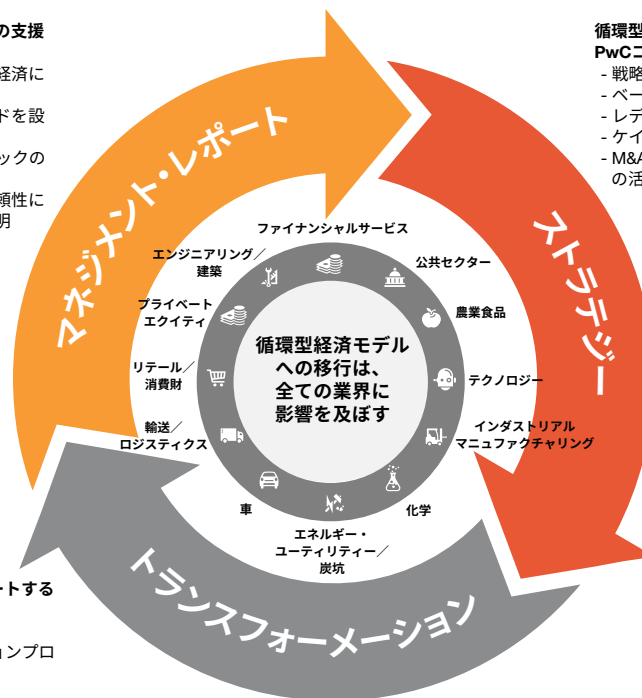 の支援
経済に
ドを設
ックの
頼性に
明
循環型
PwCコ
- 戦略
- ベー
- レデ
- ケイ
- M&A
の活
マネジメント・レポート
ストラテジー
トランスフォーメーション
ファイナンシャルサービス
エンジニアリング／
建築
公共セクター
プライベート
エクイティ
農業食品
循環型経済モデル
への移行は、
全ての業界に
影響を及ぼす
リテール／
消費財
テクノロジー
輸送／
ロジスティクス
インダストリアル
マニュファクチャリング
車
化学
エネルギー・
ユーティリティー／
炭坑
ートする
ョンプロ